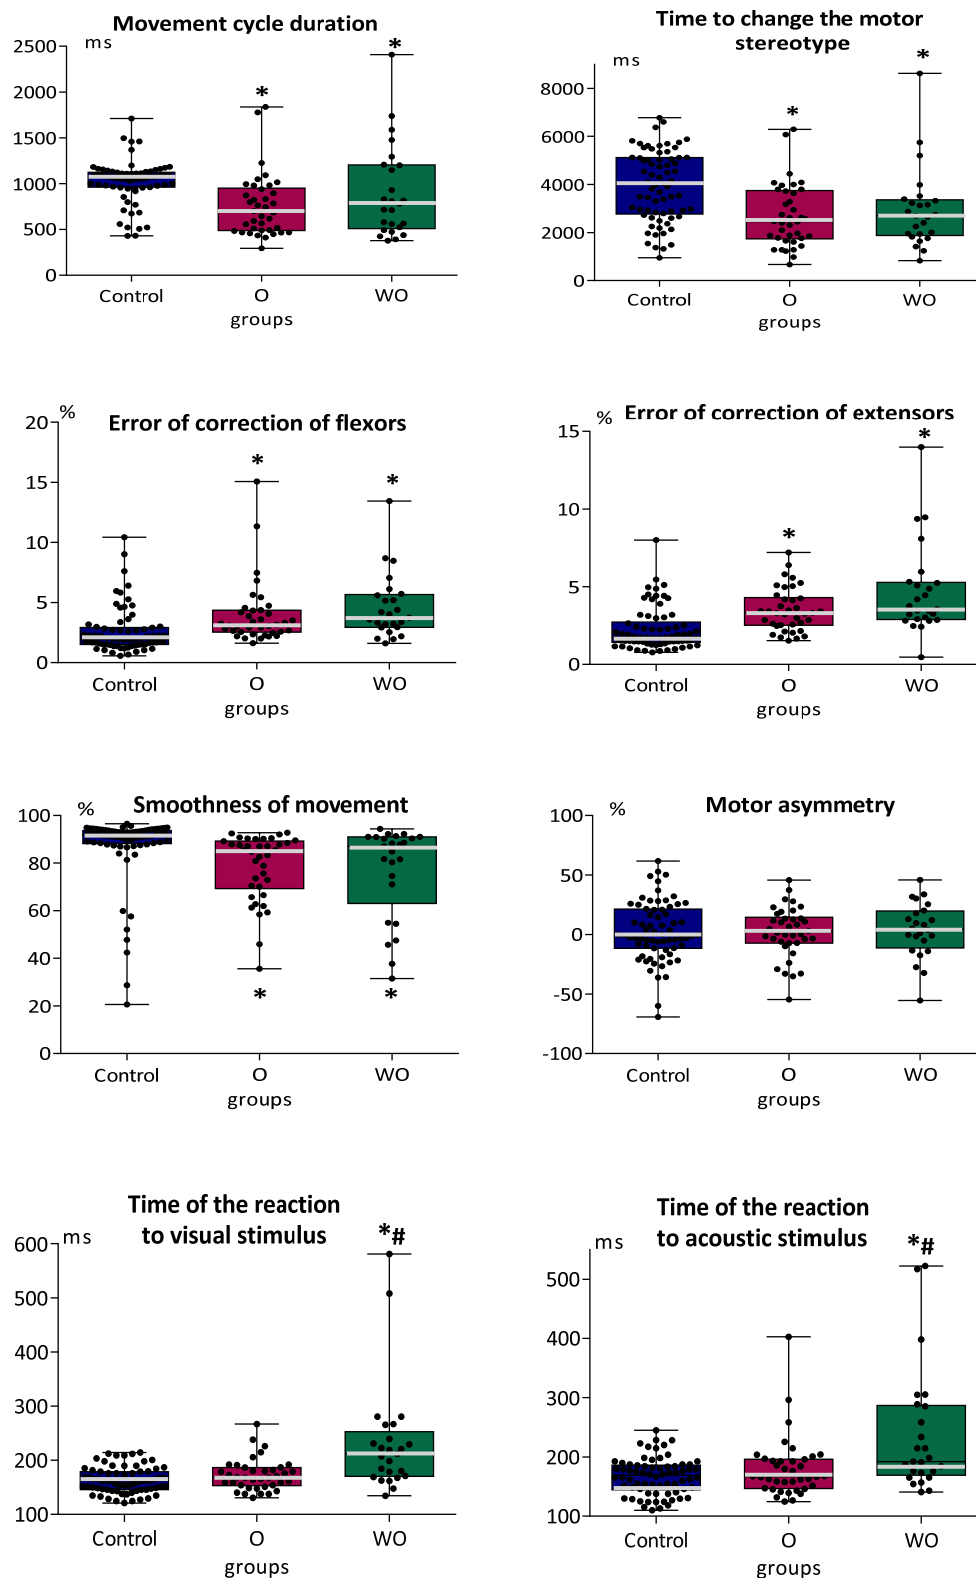 Movement cycle duration
ms
*
*
2500
2000
1500
1000
500
0
Control
O
WO
groups
Time to change the motor
stereotype
ms
*
*
8000
6000
4000
2000
0
Control
O
WO
groups
Error of correction of flexors
%
*
*
20
15
10
5
0
Control
O
WO
groups
Error of correction of extensors
%
*
*
15
10
5
0
Control
O
WO
groups
Smoothness of movement
%
100
80
60
40
20
0
*
*
Control
O
WO
groups
Motor asymmetry
%
100
50
0
-50
-100
Control
O
WO
groups
Time of the reaction
to visual stimulus
ms
*#
600
500
400
300
200
100
Control
O
WO
groups
Time of the reaction
to acoustic stimulus
ms
*#
500
400
300
200
100
Control
O
WO
groups